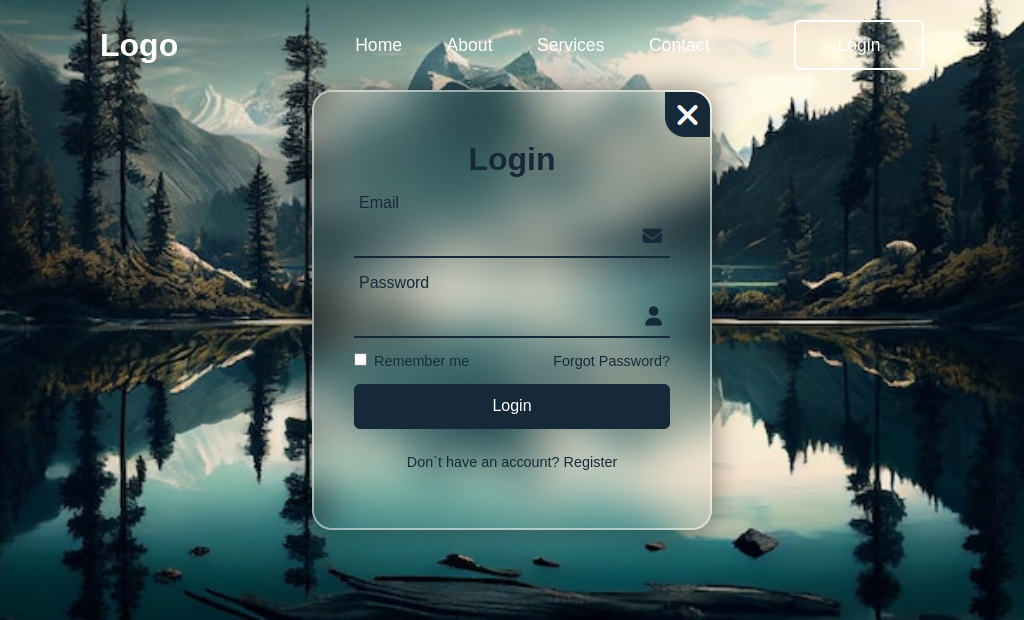 Logo
Home
About
Services
Contact
Login
Login
Email
Password
Remember me
Forgot Password?
Login
Don`t have an account? Register